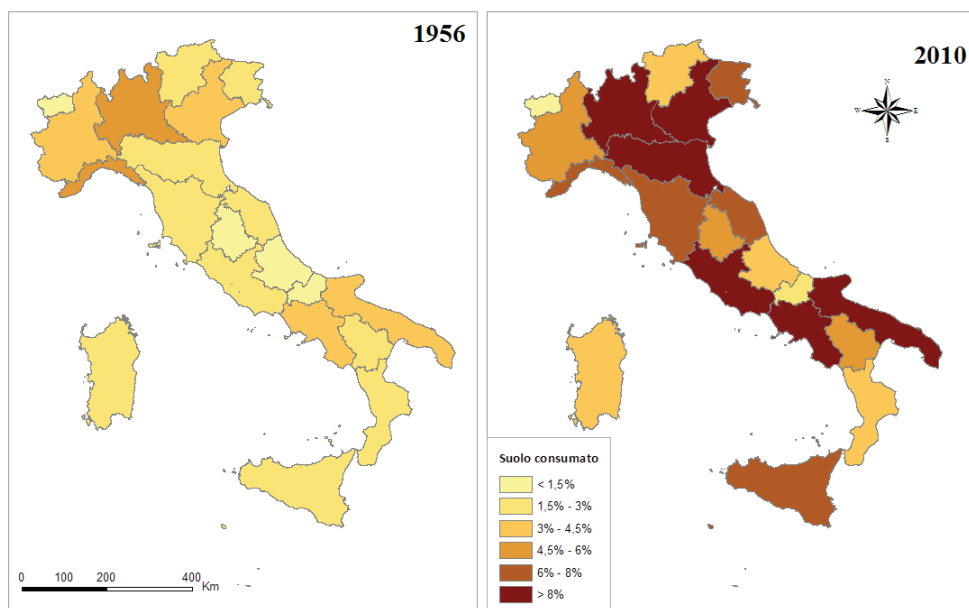 1956
2010
N
W E
S
Suolo consumato
< 1,5%
1,5% - 3%
3% - 4,5%
4,5% - 6%
6% - 8%
> 8%
0 100 200 400
Km